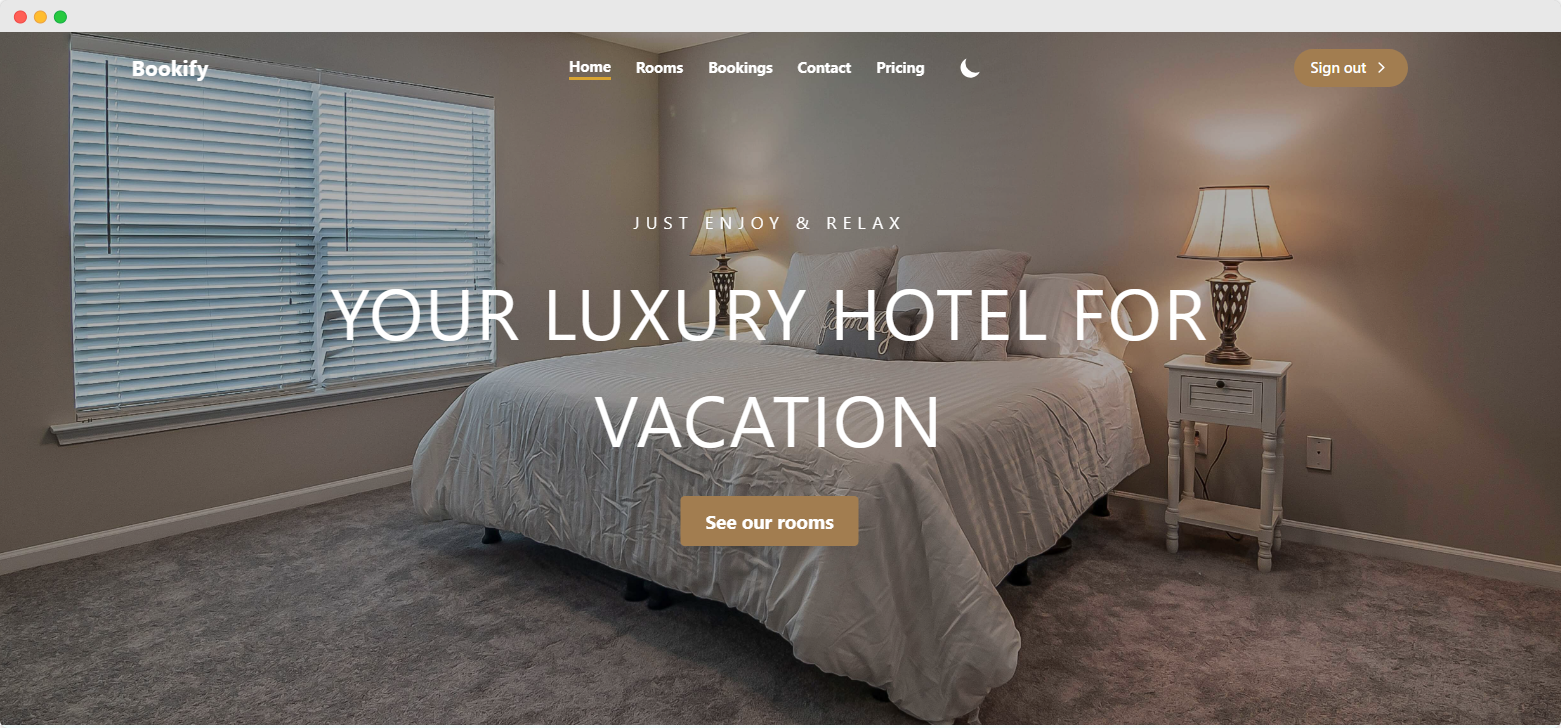 Bookify
Home Rooms Bookings Contact Pricing
Sign out
JUST ENJOY & RELAX
family
YOUR LUXURY HOTEL FOR
VACATION
See our rooms